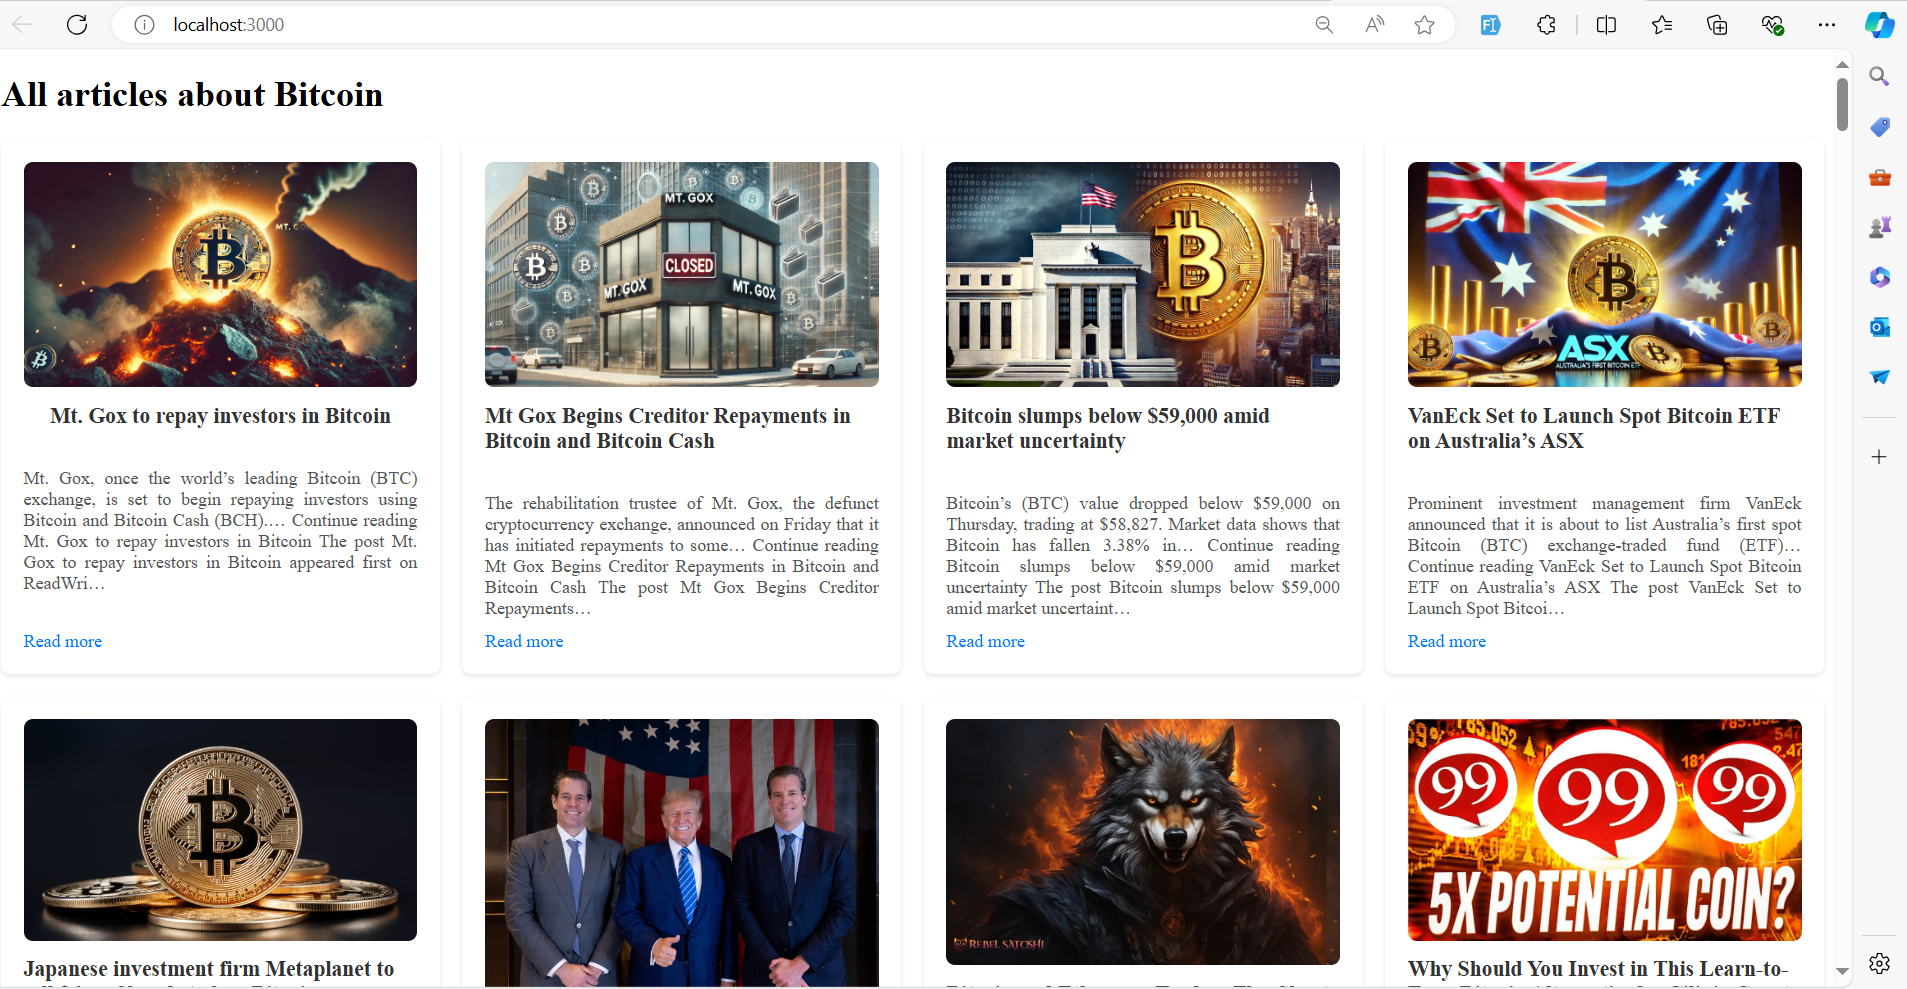 localhost:3000
All articles about Bitcoin
MT. GOX
CLOSED
MT.GOX
MT.GOX
ASX
AUSTRALIA'S FIRST BITCOIN ETF
Mt. Gox to repay investors in Bitcoin
Mt. Gox, once the world’s leading Bitcoin (BTC)
exchange, is set to begin repaying investors using
Bitcoin and Bitcoin Cash (BCH).… Continue reading
Mt. Gox to repay investors in Bitcoin The post Mt.
Gox to repay investors in Bitcoin appeared first on
ReadWri…
Read more
Mt Gox Begins Creditor Repayments in
Bitcoin and Bitcoin Cash
The rehabilitation trustee of Mt. Gox, the defunct
cryptocurrency exchange, announced on Friday that it
has initiated repayments to some… Continue reading
Mt Gox Begins Creditor Repayments in Bitcoin and
Bitcoin Cash The post Mt Gox Begins Creditor
Repayments…
Read more
Bitcoin slumps below $59,000 amid
market uncertainty
Bitcoin’s (BTC) value dropped below $59,000 on
Thursday, trading at $58,827. Market data shows that
Bitcoin has fallen 3.38% in… Continue reading
Bitcoin slumps below $59,000 amid market
uncertainty The post Bitcoin slumps below $59,000
amid market uncertaint…
Read more
VanEck Set to Launch Spot Bitcoin ETF
on Australia’s ASX
Prominent investment management firm VanEck
announced that it is about to list Australia’s first spot
Bitcoin (BTC) exchange-traded fund (ETF)…
Continue reading VanEck Set to Launch Spot Bitcoin
ETF on Australia’s ASX The post VanEck Set to
Launch Spot Bitcoi…
Read more
REBEL SATOSHI
99
99
99
5X POTENTIAL COIN?
Japanese investment firm Metaplanet to
Why Should You Invest in This Learn-to-